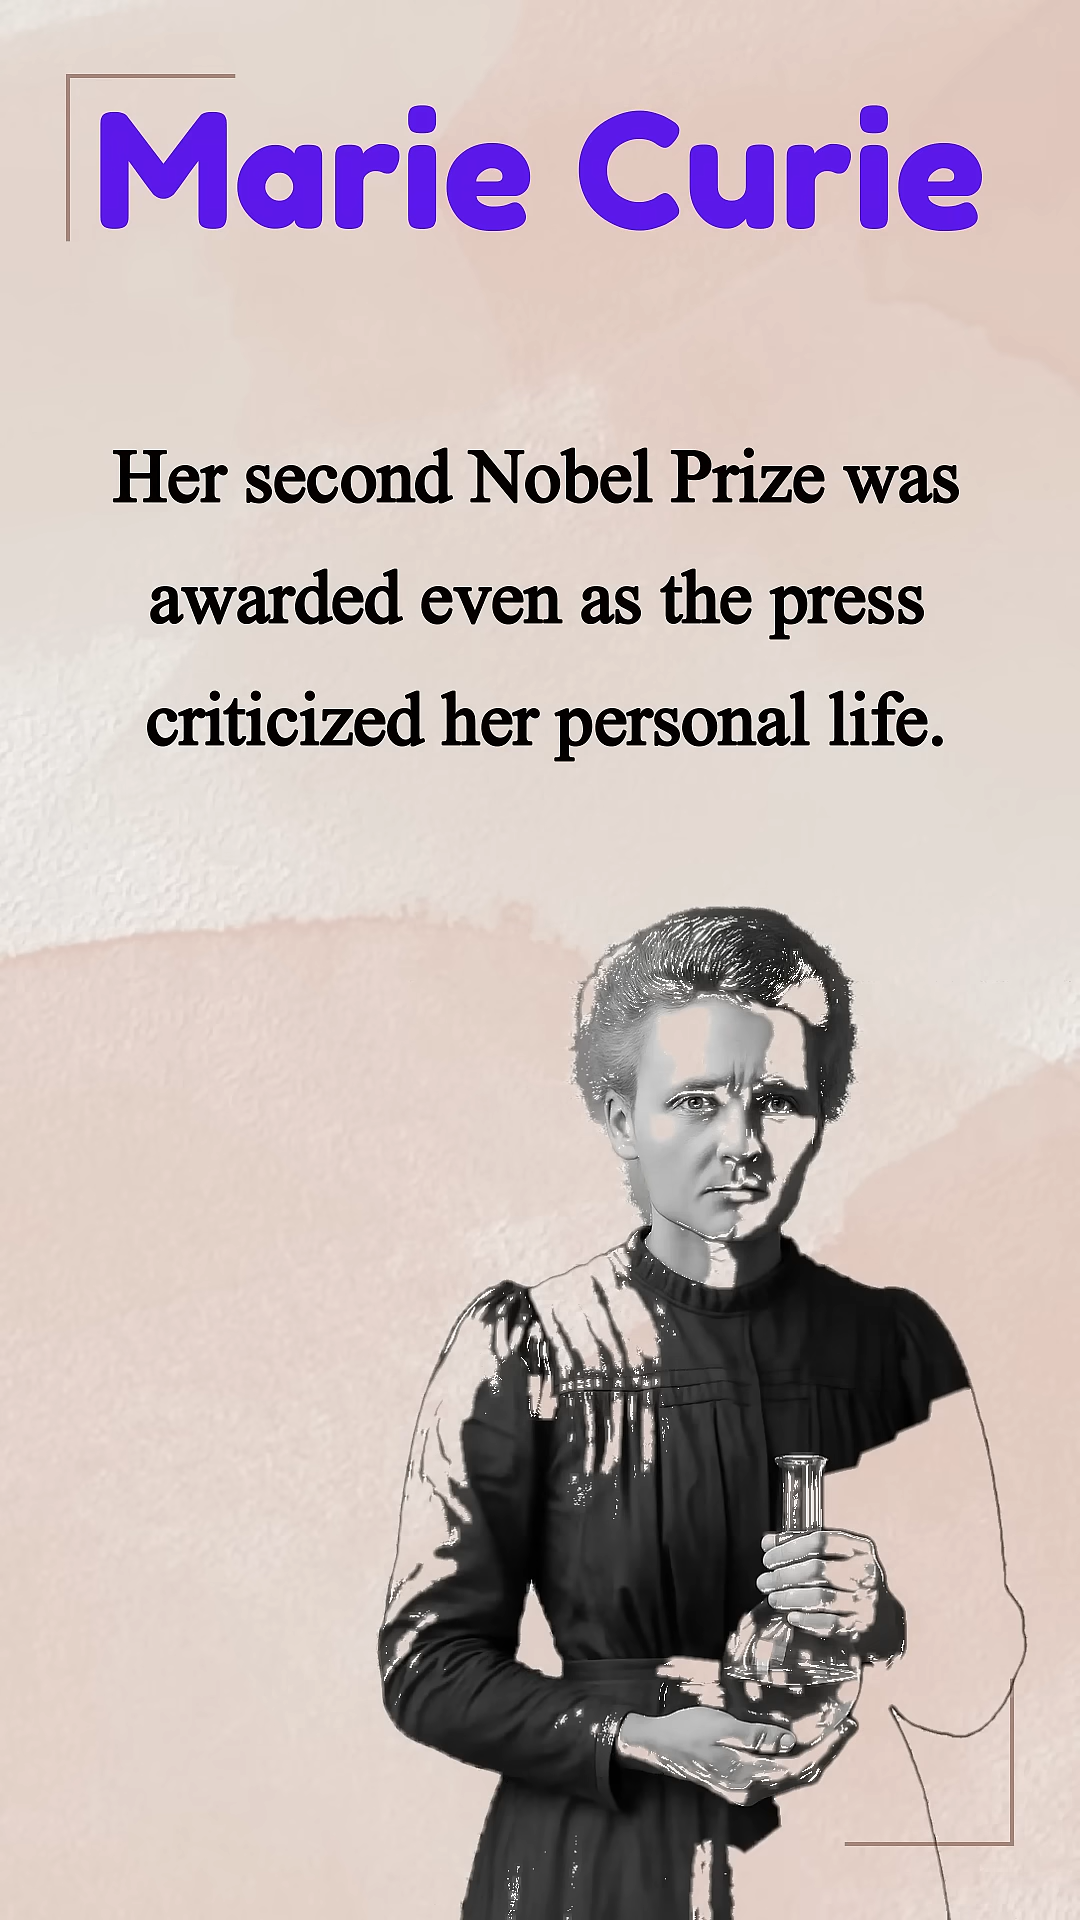 Marie Curie
Her second Nobel Prize was
awarded even as the press
criticized her personal life.